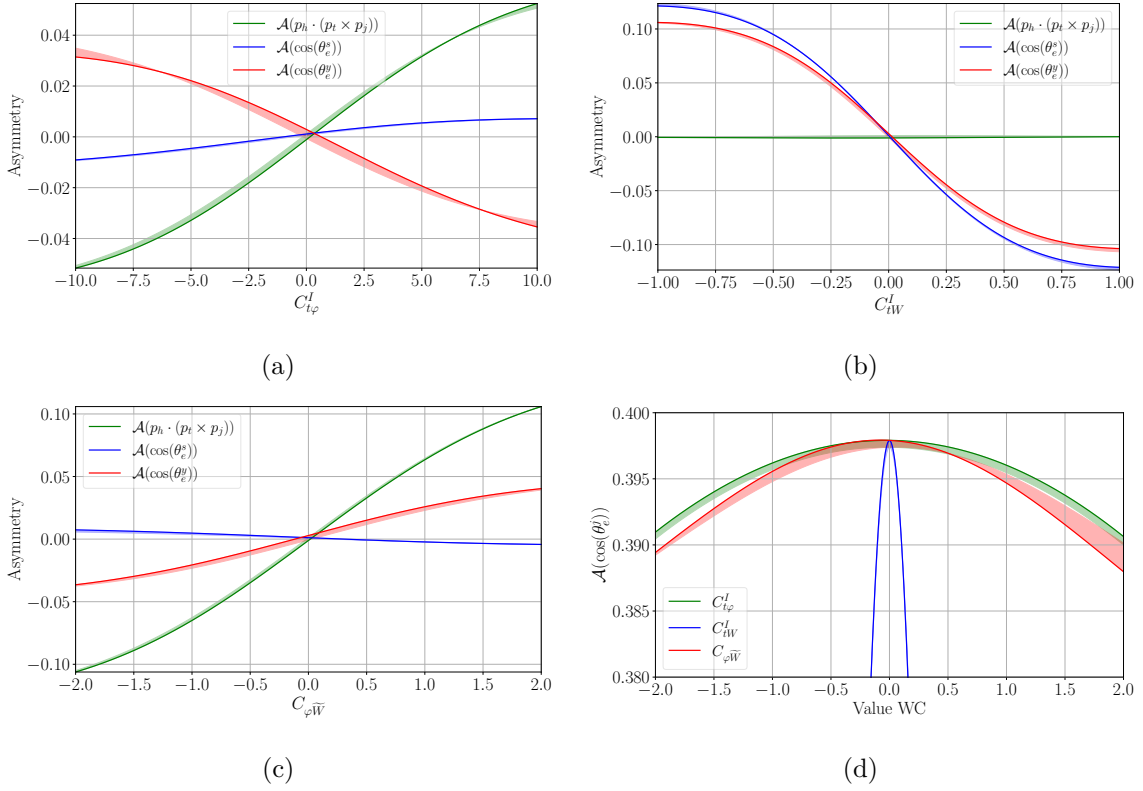 0.04
0.02
0.00
−0.02
−0.04
Asymmetry
𝒜(p_h · (p_t × p_j))
𝒜(cos(θ_e^s))
𝒜(cos(θ_e^y))
−10.0 −7.5 −5.0 −2.5 0.0 2.5 5.0 7.5 10.0
C_{tφ}^I
(a)
0.10
0.05
0.00
−0.05
−0.10
Asymmetry
𝒜(p_h · (p_t × p_j))
𝒜(cos(θ_e^s))
𝒜(cos(θ_e^y))
−1.00 −0.75 −0.50 −0.25 0.00 0.25 0.50 0.75 1.00
C_{tW}^I
(b)
0.10
0.05
0.00
−0.05
−0.10
Asymmetry
𝒜(p_h · (p_t × p_j))
𝒜(cos(θ_e^s))
𝒜(cos(θ_e^y))
−2.0 −1.5 −1.0 −0.5 0.0 0.5 1.0 1.5 2.0
C_{φW̃}
(c)
0.400
0.395
0.390
0.385
0.380
𝒜(cos(θ_e^j))
C_{tφ}^I
C_{tW}^I
C_{φW̃}
−2.0 −1.5 −1.0 −0.5 0.0 0.5 1.0 1.5 2.0
Value WC
(d)